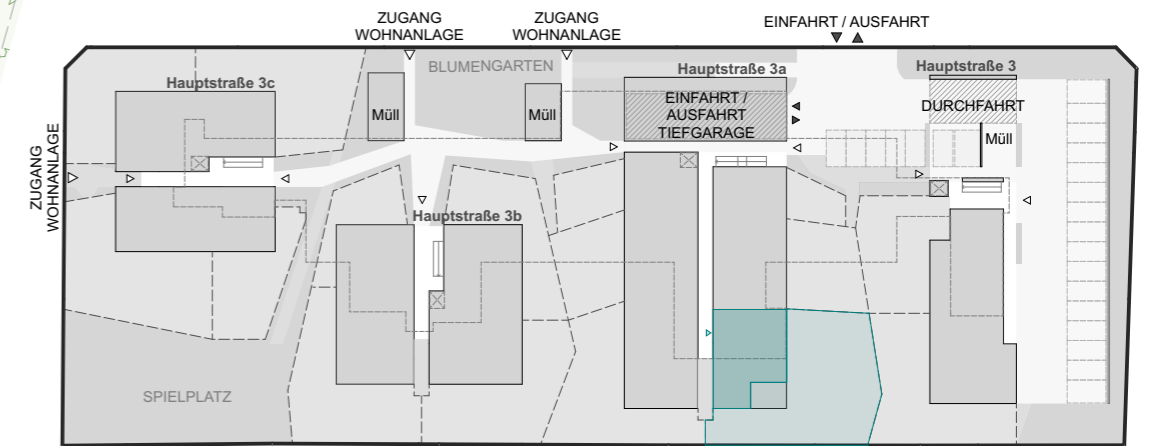 ZUGANG
WOHNANLAGE
ZUGANG
WOHNANLAGE
EINFAHRT / AUSFAHRT
BLUMENGARTEN
Hauptstraße 3c
Hauptstraße 3a
Hauptstraße 3
Müll
Müll
EINFAHRT /
AUSFAHRT
TIEFGARAGE
DURCHFAHRT
Müll
ZUGANG
WOHNANLAGE
Hauptstraße 3b
SPIELPLATZ